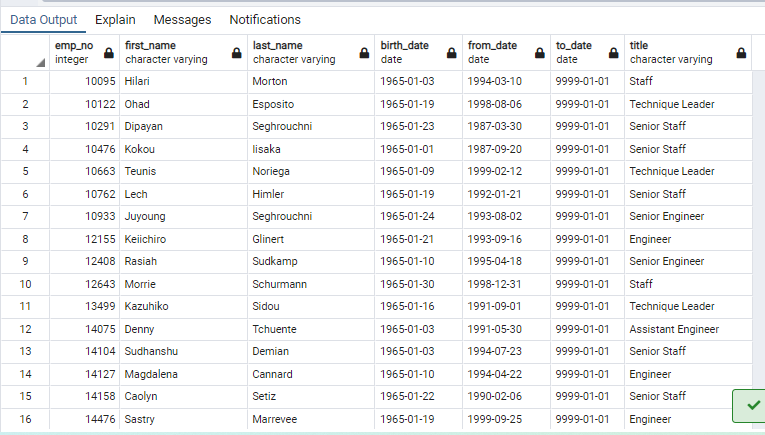 Data Output Explain Messages Notifications
emp_no first_name last_name birth_date from_date to_date title
integer character varying character varying date date date character varying
1 10095 Hilari Morton 1965-01-03 1994-03-10 9999-01-01 Staff
2 10122 Ohad Esposito 1965-01-19 1998-08-06 9999-01-01 Technique Leader
3 10291 Dipayan Seghrouchni 1965-01-23 1987-03-30 9999-01-01 Senior Staff
4 10476 Kokou Iisaka 1965-01-01 1987-09-20 9999-01-01 Senior Staff
5 10663 Teunis Noriega 1965-01-09 1999-02-12 9999-01-01 Technique Leader
6 10762 Lech Himler 1965-01-19 1992-01-21 9999-01-01 Senior Staff
7 10933 Juyoung Seghrouchni 1965-01-24 1993-08-02 9999-01-01 Senior Engineer
8 12155 Keiichiro Glinert 1965-01-21 1993-09-16 9999-01-01 Engineer
9 12408 Rasiah Sudkamp 1965-01-10 1995-04-18 9999-01-01 Senior Engineer
10 12643 Morrie Schurmann 1965-01-30 1998-12-31 9999-01-01 Staff
11 13499 Kazuhiko Sidou 1965-01-16 1991-09-01 9999-01-01 Technique Leader
12 14075 Denny Tchuente 1965-01-03 1991-05-30 9999-01-01 Assistant Engineer
13 14104 Sudhanshu Demian 1965-01-03 1994-07-23 9999-01-01 Senior Staff
14 14127 Magdalena Cannard 1965-01-10 1994-04-22 9999-01-01 Engineer
15 14158 Caolyn Setiz 1965-01-22 1990-02-06 9999-01-01 Senior Staff
16 14476 Sastry Marrevee 1965-01-19 1999-09-25 9999-01-01 Engineer